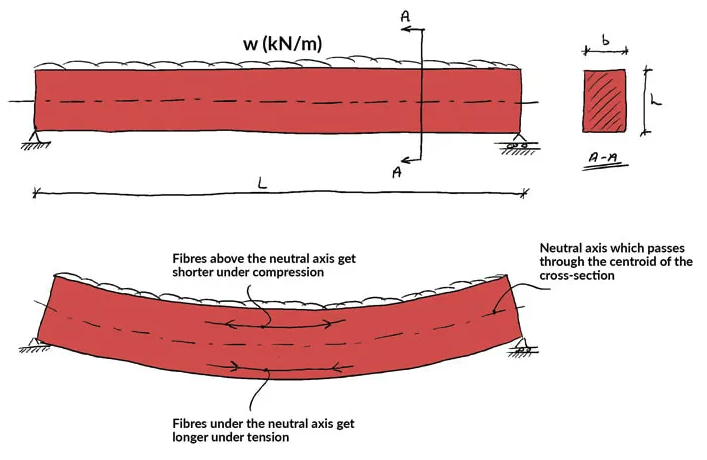 A
w (kN/m)
b
h
A
A-A
L
Fibres above the neutral axis get
shorter under compression
Neutral axis which passes
through the centroid of the
cross-section
Fibres under the neutral axis get
longer under tension